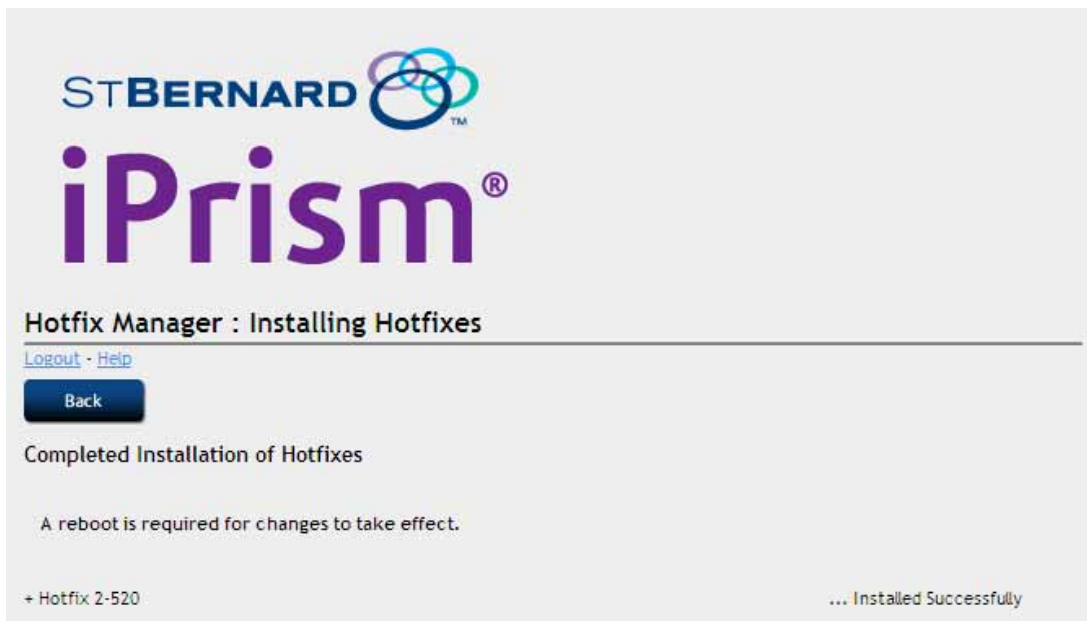 STBERNARD TM
iPrism®
Hotfix Manager : Installing Hotfixes
Logout - Help
Back
Completed Installation of Hotfixes
A reboot is required for changes to take effect.
+ Hotfix 2-520 ... Installed Successfully